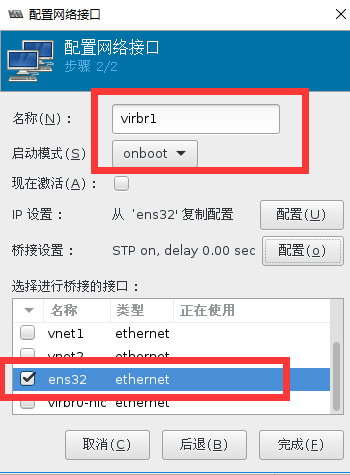 配置网络接口
配置网络接口
步骤 2/2
名称(N)： virbr1
启动模式(S) onboot
现在激活(A)：
IP 设置： 从 'ens32' 复制配置 配置(U)
桥接设置： STP on, delay 0.00 sec 配置(o)
选择进行桥接的接口：
名称 类型 正在使用
vnet1 ethernet
vnet2 ethernet
ens32 ethernet
virbr0-nic ethernet
取消(C) 后退(B) 完成(F)